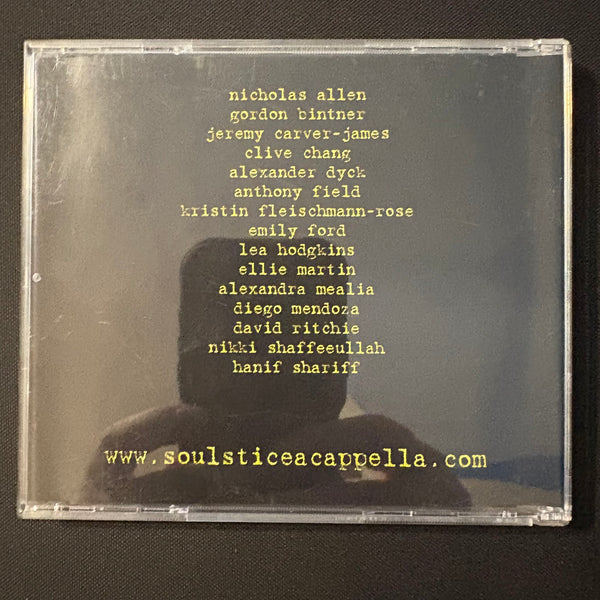 nicholas allen
gordon bintner
jeremy carver-james
clive chang
alexander dyck
anthony field
kristin fleischmann-rose
emily ford
lea hodgkins
ellie martin
alexandra mealia
diego mendoza
david ritchie
nikki shaffeeullah
hanif shariff
www.soulsticeacappella.com